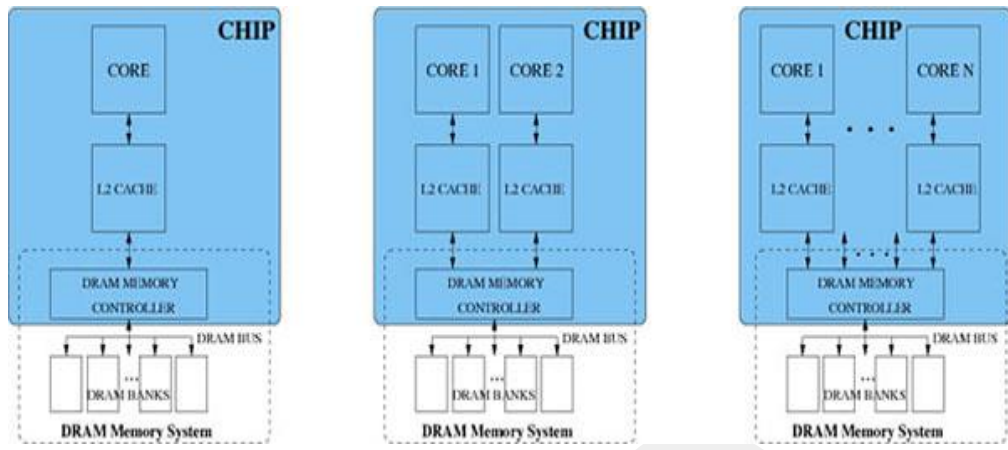 CHIP
CORE
L2 CACHE
DRAM MEMORY
CONTROLLER
DRAM BUS
...
DRAM BANKS
DRAM Memory System
CHIP
CORE 1 CORE 2
L2 CACHE L2 CACHE
DRAM MEMORY
CONTROLLER
DRAM BUS
...
DRAM BANKS
DRAM Memory System
CHIP
CORE 1 CORE N
. . .
L2 CACHE L2 CACHE
. . .
DRAM MEMORY
CONTROLLER
DRAM BUS
...
DRAM BANKS
DRAM Memory System